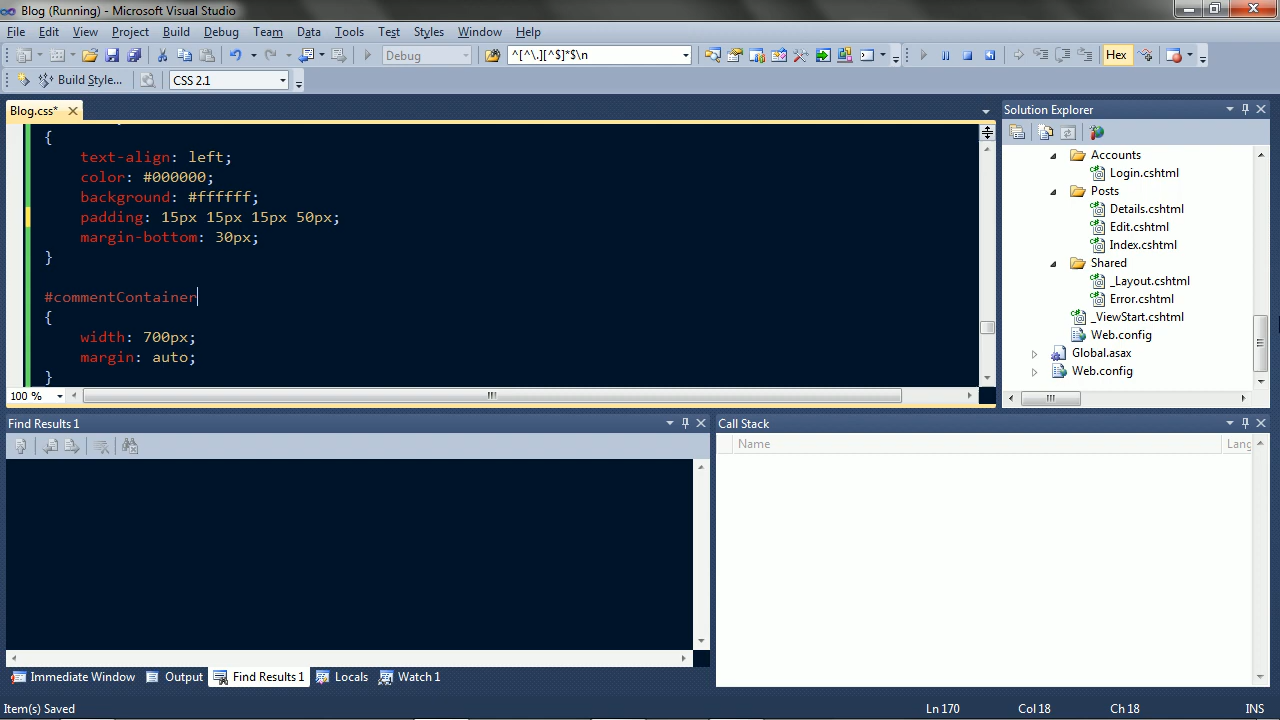 Blog (Running) - Microsoft Visual Studio
File Edit View Project Build Debug Team Data Tools Test Styles Window Help
Debug ^[^\.][^$]*$\n Hex
Build Style... CSS 2.1
Blog.css*
{
text-align: left;
color: #000000;
background: #ffffff;
padding: 15px 15px 15px 50px;
margin-bottom: 30px;
}
#commentContainer
{
width: 700px;
margin: auto;
}
100 %
Solution Explorer
Accounts
Login.cshtml
Posts
Details.cshtml
Edit.cshtml
Index.cshtml
Shared
_Layout.cshtml
Error.cshtml
_ViewStart.cshtml
Web.config
Global.asax
Web.config
Find Results 1
Call Stack
Name Lang
Immediate Window Output Find Results 1 Locals Watch 1
Item(s) Saved Ln 170 Col 18 Ch 18 INS